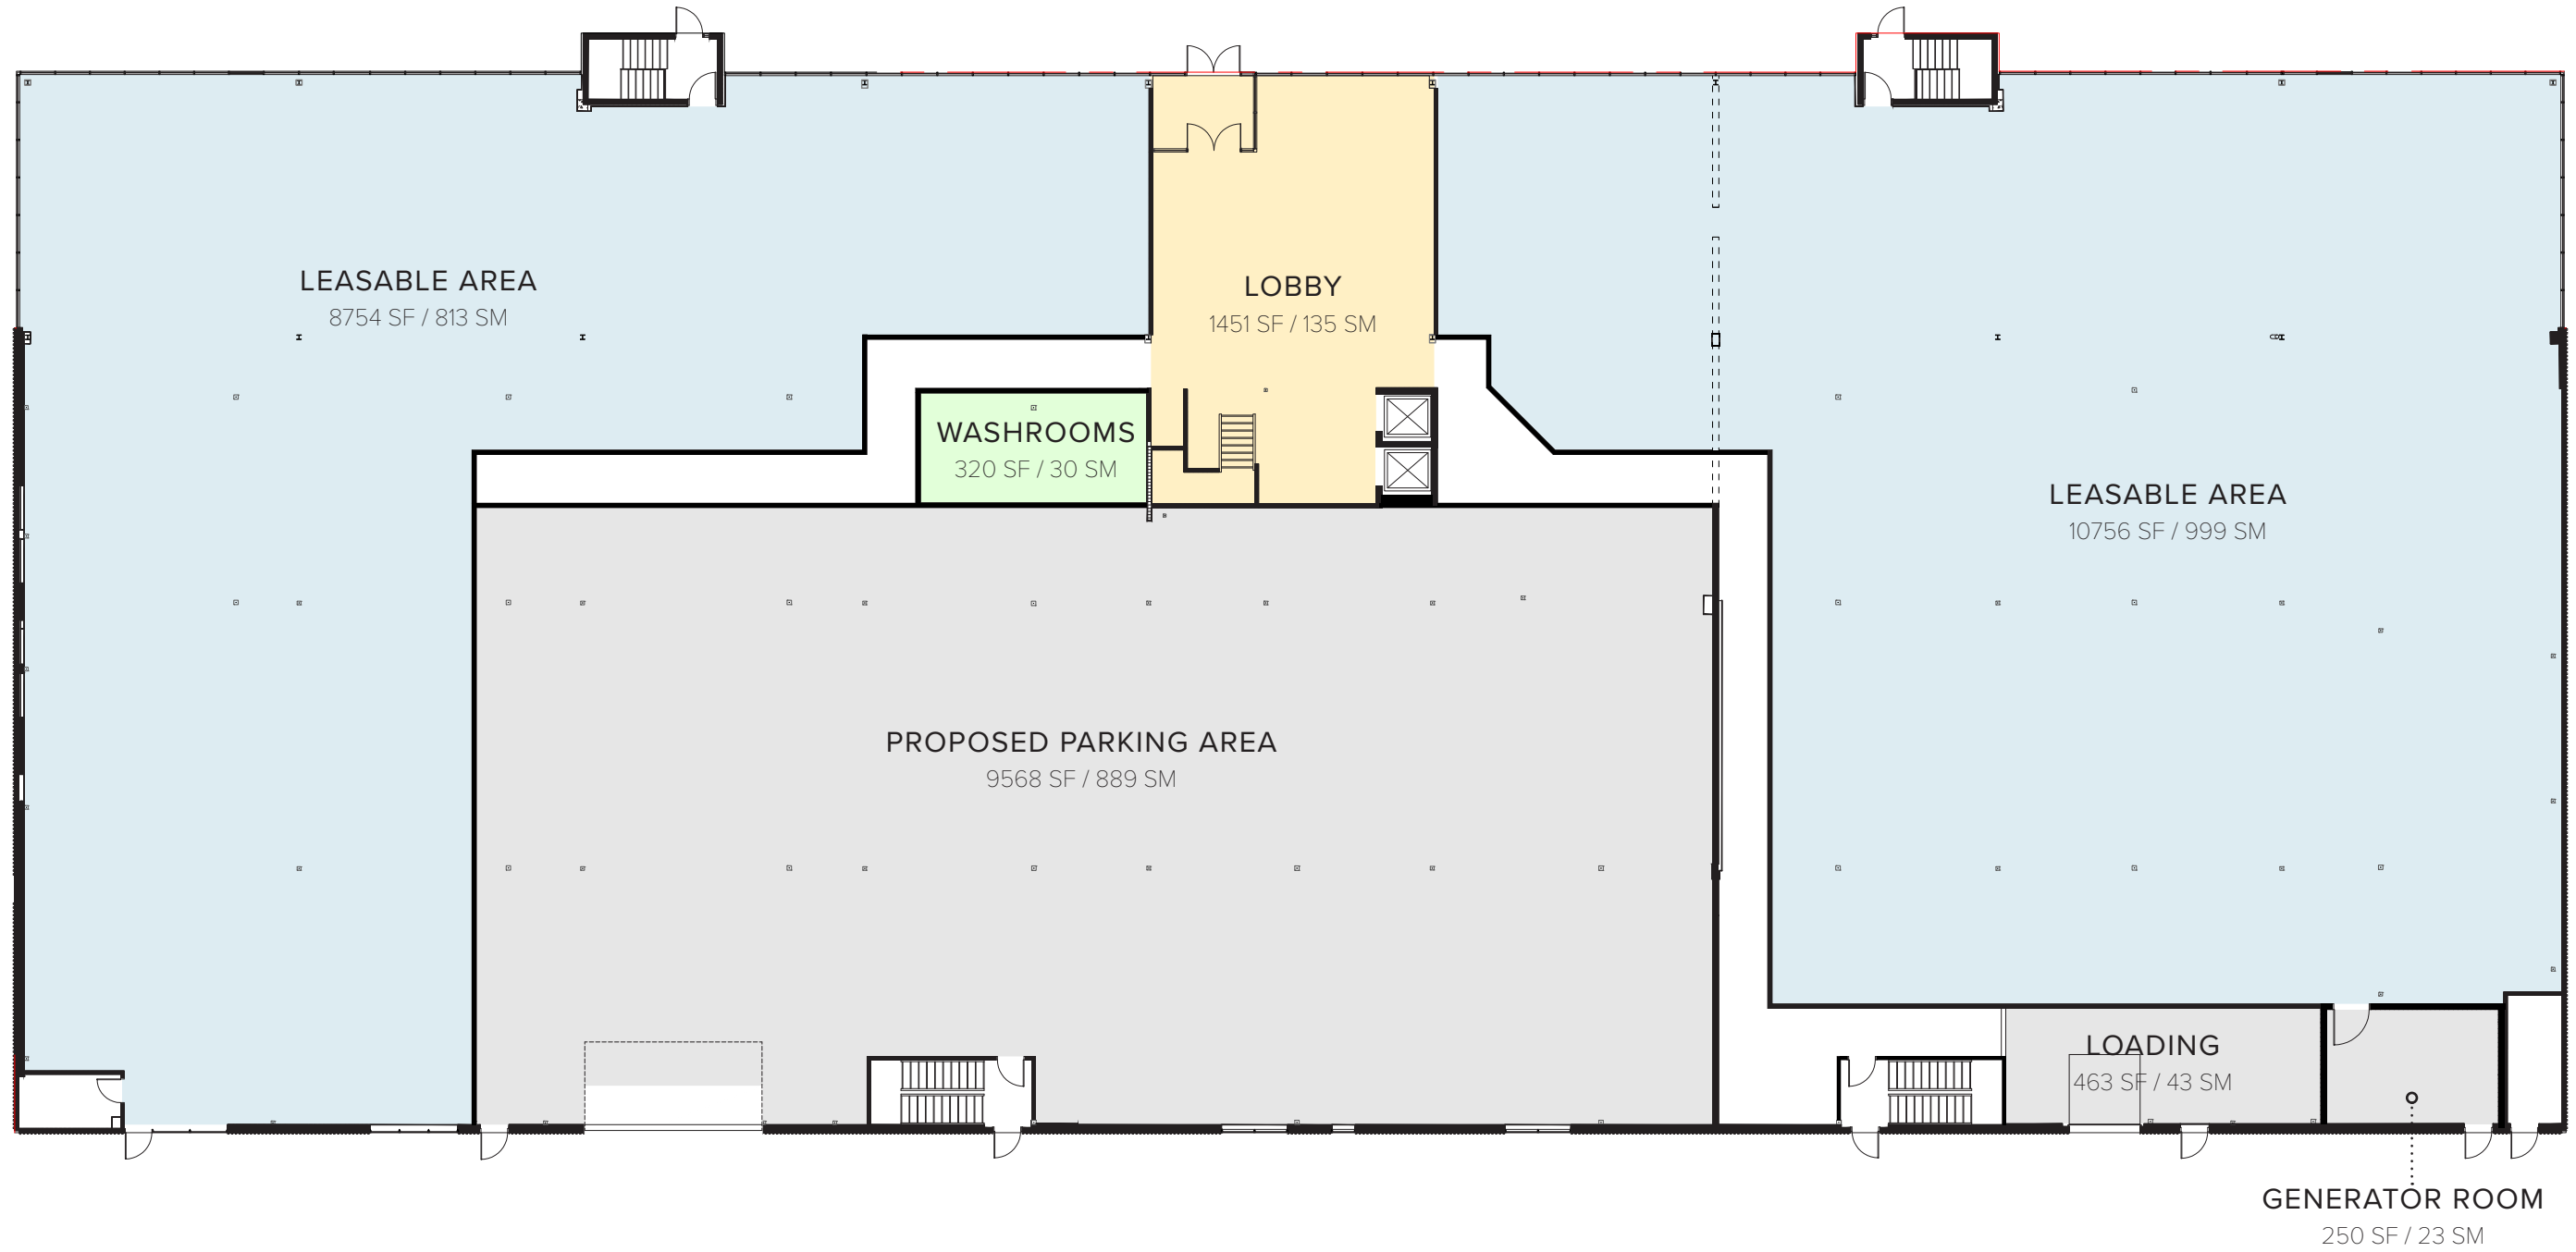 LEASABLE AREA
8754 SF / 813 SM
LOBBY
1451 SF / 135 SM
WASHROOMS
320 SF / 30 SM
LEASABLE AREA
10756 SF / 999 SM
PROPOSED PARKING AREA
9568 SF / 889 SM
LOADING
463 SF / 43 SM
GENERATOR ROOM
250 SF / 23 SM